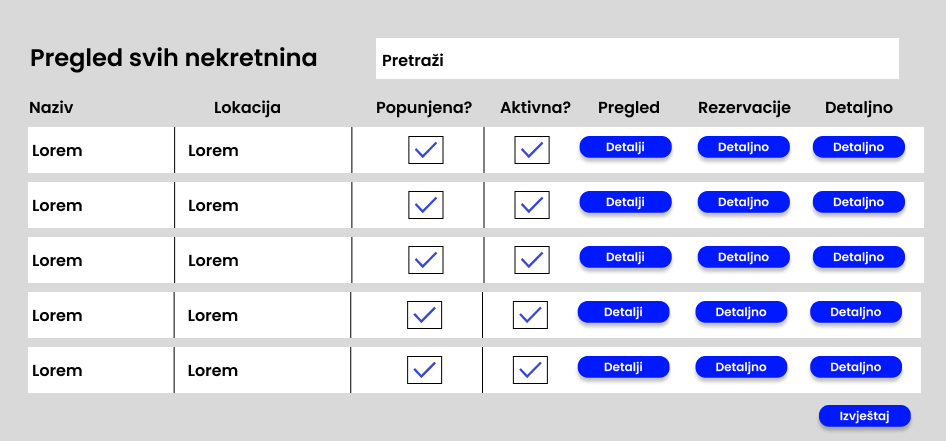 Pregled svih nekretnina
Pretraži
Naziv Lokacija Popunjena? Aktivna? Pregled Rezervacije Detaljno
Lorem Lorem Detalji Detaljno Detaljno
Lorem Lorem Detalji Detaljno Detaljno
Lorem Lorem Detalji Detaljno Detaljno
Lorem Lorem Detalji Detaljno Detaljno
Lorem Lorem Detalji Detaljno Detaljno
Izvještaj